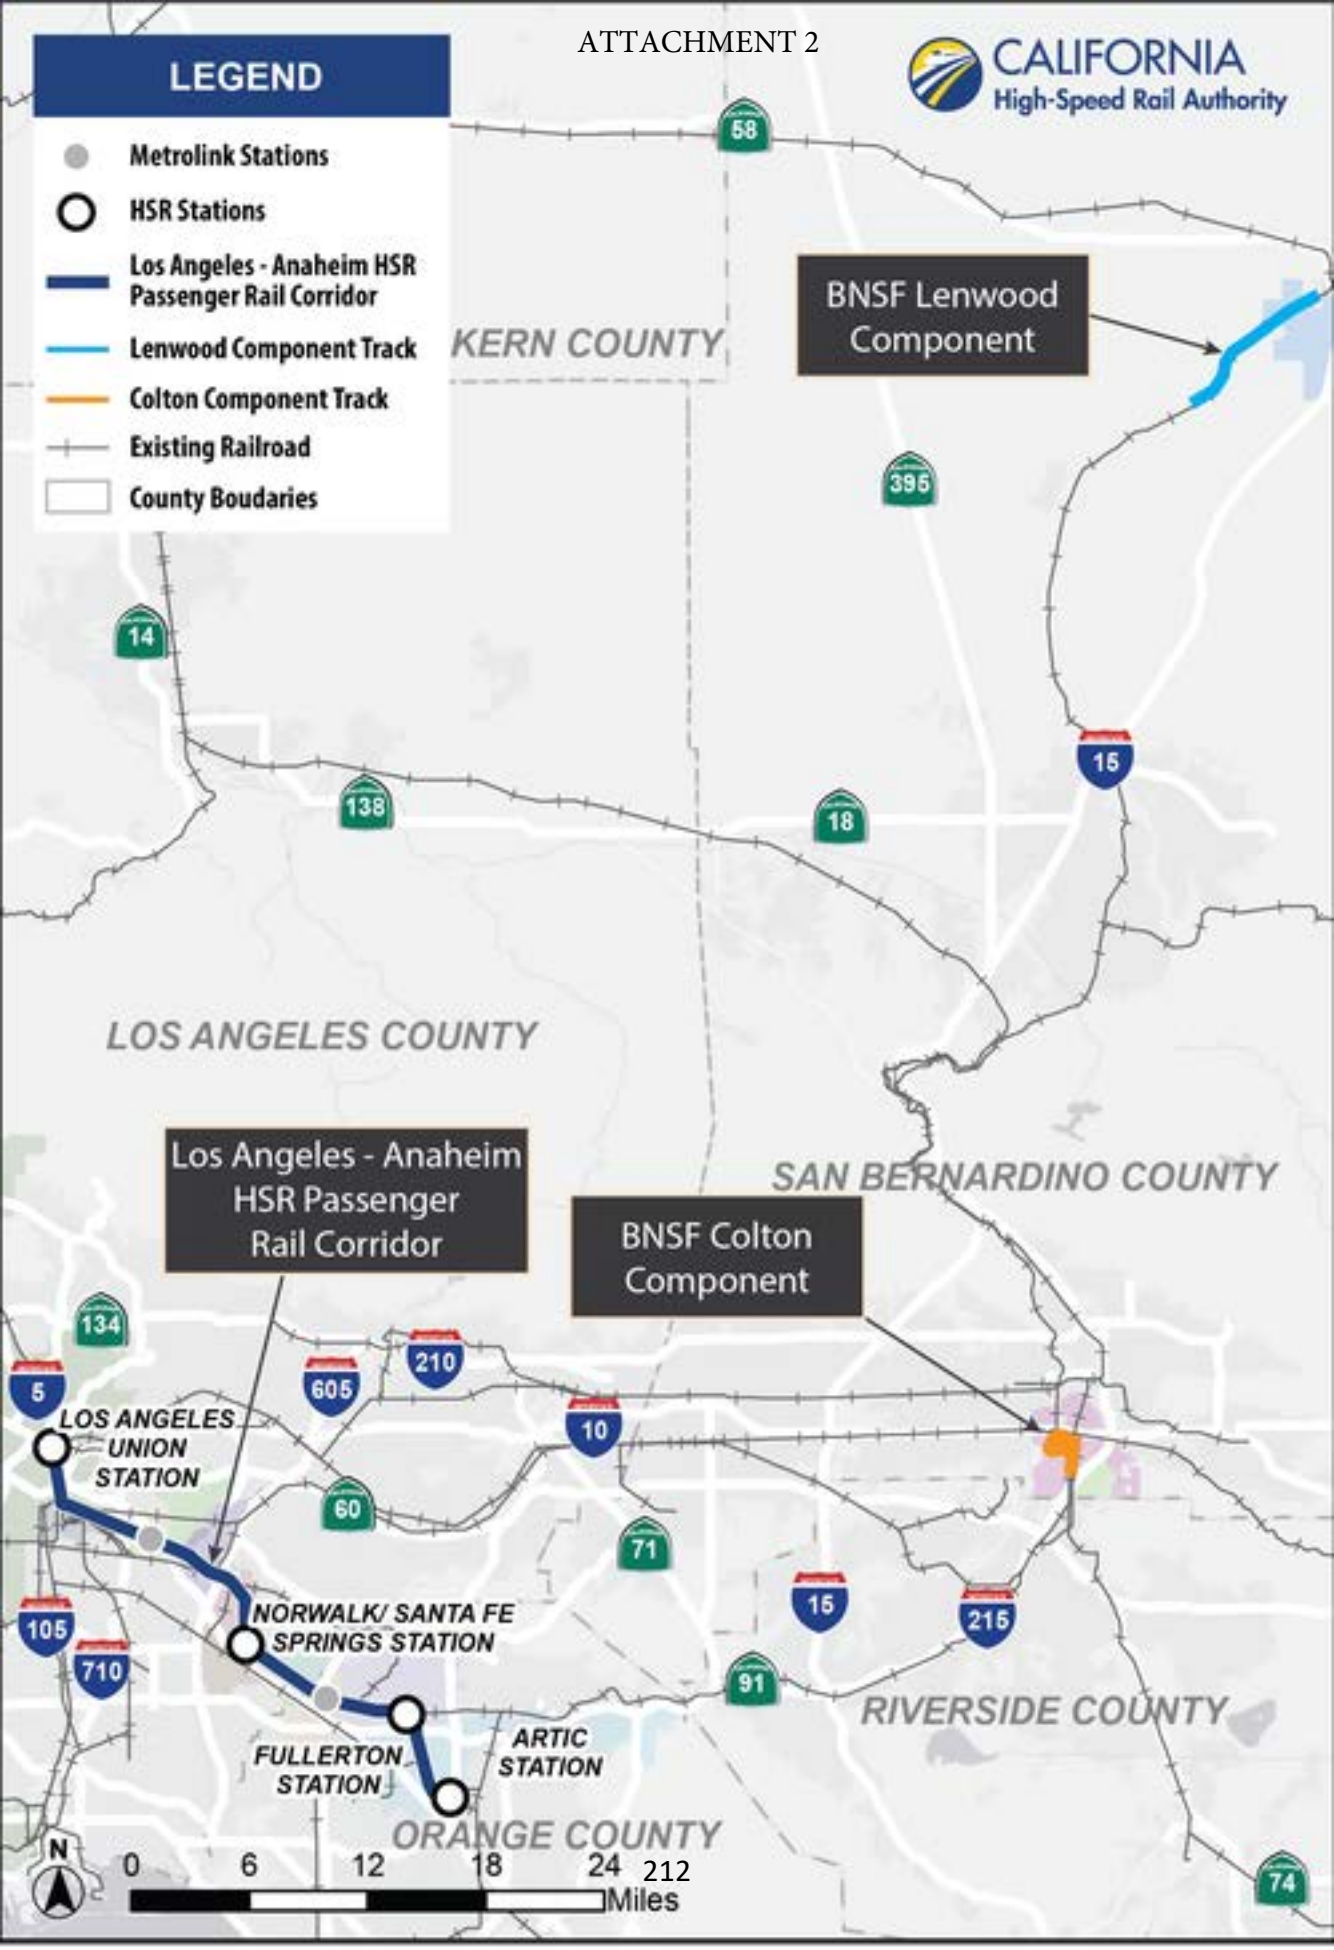 ATTACHMENT 2
CALIFORNIA
High-Speed Rail Authority
LEGEND
Metrolink Stations
HSR Stations
Los Angeles - Anaheim HSR
Passenger Rail Corridor
Lenwood Component Track
Colton Component Track
Existing Railroad
County Boudaries
58
BNSF Lenwood
Component
KERN COUNTY
395
14
15
138
18
LOS ANGELES COUNTY
Los Angeles - Anaheim
HSR Passenger
Rail Corridor
SAN BERNARDINO COUNTY
BNSF Colton
Component
134
210
5
605
10
LOS ANGELES
UNION
STATION
60
71
105
NORWALK/ SANTA FE
SPRINGS STATION
15
215
710
91
RIVERSIDE COUNTY
FULLERTON
STATION
ARTIC
STATION
ORANGE COUNTY
N
0 6 12 18 24
Miles
212
74